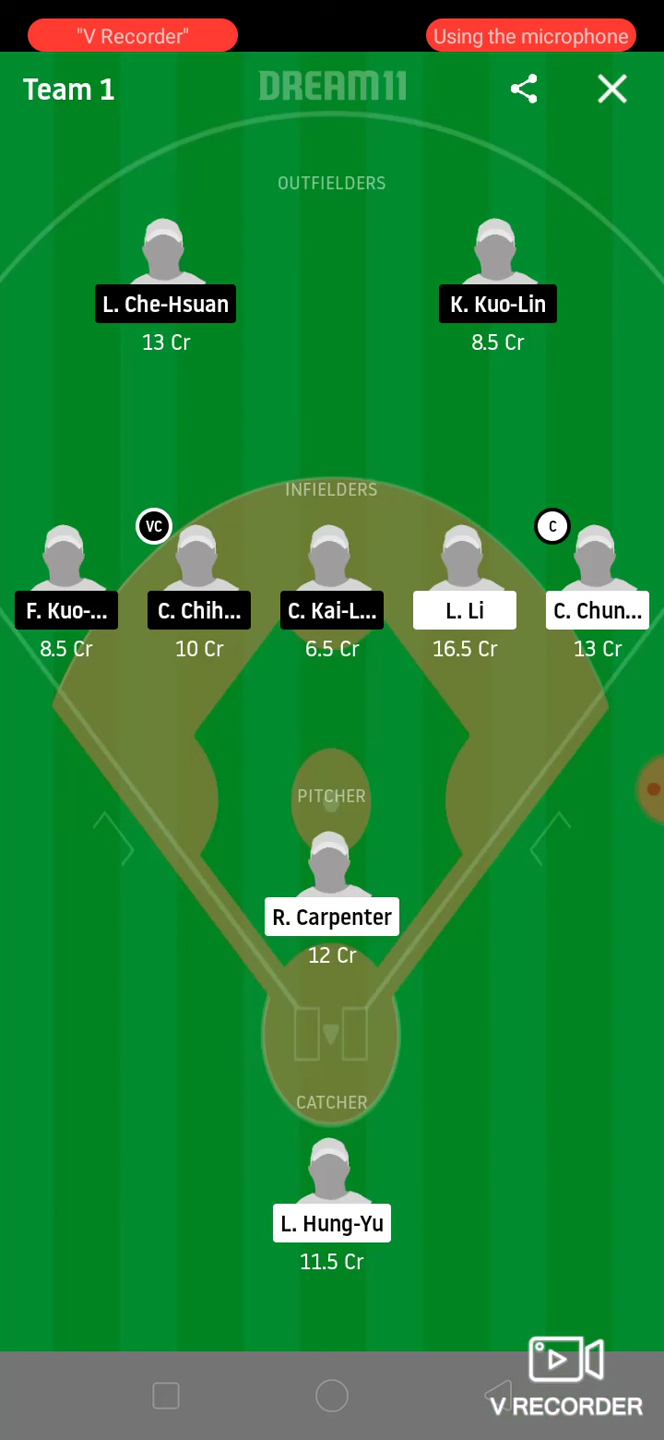 "V Recorder"
Using the microphone
Team 1
DREAM11
OUTFIELDERS
L. Che-Hsuan
K. Kuo-Lin
13 Cr
8.5 Cr
INFIELDERS
VC
C
F. Kuo-...
C. Chih...
C. Kai-L...
L. Li
C. Chun...
8.5 Cr
10 Cr
6.5 Cr
16.5 Cr
13 Cr
PITCHER
R. Carpenter
12 Cr
CATCHER
L. Hung-Yu
11.5 Cr
V RECORDER